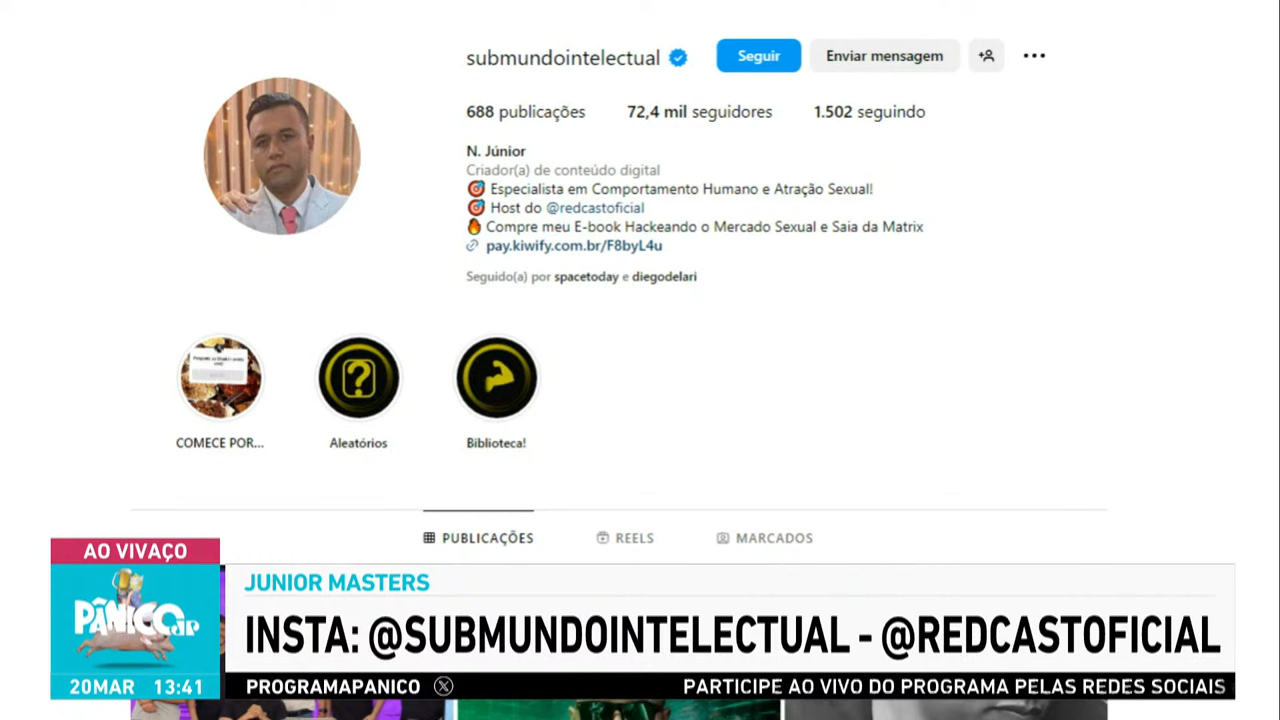 submundointelectual
Seguir
Enviar mensagem
688 publicações
72,4 mil seguidores
1.502 seguindo
N. Júnior
Criador(a) de conteúdo digital
🎯 Especialista em Comportamento Humano e Atração Sexual!
🎯 Host do @redcastoficial
🔥 Compre meu E-book Hackeando o Mercado Sexual e Saia da Matrix
pay.kiwify.com.br/F8byL4u
Seguido(a) por spacetoday e diegodelari
COMECE POR...
Aleatórios
Biblioteca!
PUBLICAÇÕES
REELS
MARCADOS
AO VIVAÇO
PÂNICO JP
20MAR 13:41
JUNIOR MASTERS
INSTA: @SUBMUNDOINTELECTUAL - @REDCASTOFICIAL
PROGRAMAPANICO X
PARTICIPE AO VIVO DO PROGRAMA PELAS REDES SOCIAIS